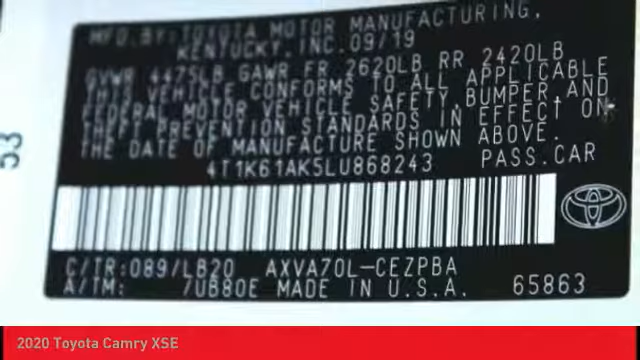 MFD.BY:TOYOTA MOTOR MANUFACTURING,
KENTUCKY,INC.09/19
GVWR 4475LB GAWR FR 2620LB RR 2420LB
THIS VEHICLE CONFORMS TO ALL APPLICABLE
FEDERAL MOTOR VEHICLE SAFETY,BUMPER,AND
THEFT PREVENTION STANDARDS IN EFFECT ON
THE DATE OF MANUFACTURE SHOWN ABOVE.
4T1K61AK5LU868243 PASS.CAR
C/TR:089/LB20 AXVA70L-CEZPBA
A/TM: /UB80E MADE IN U.S.A. 65863
53
2020 Toyota Camry XSE